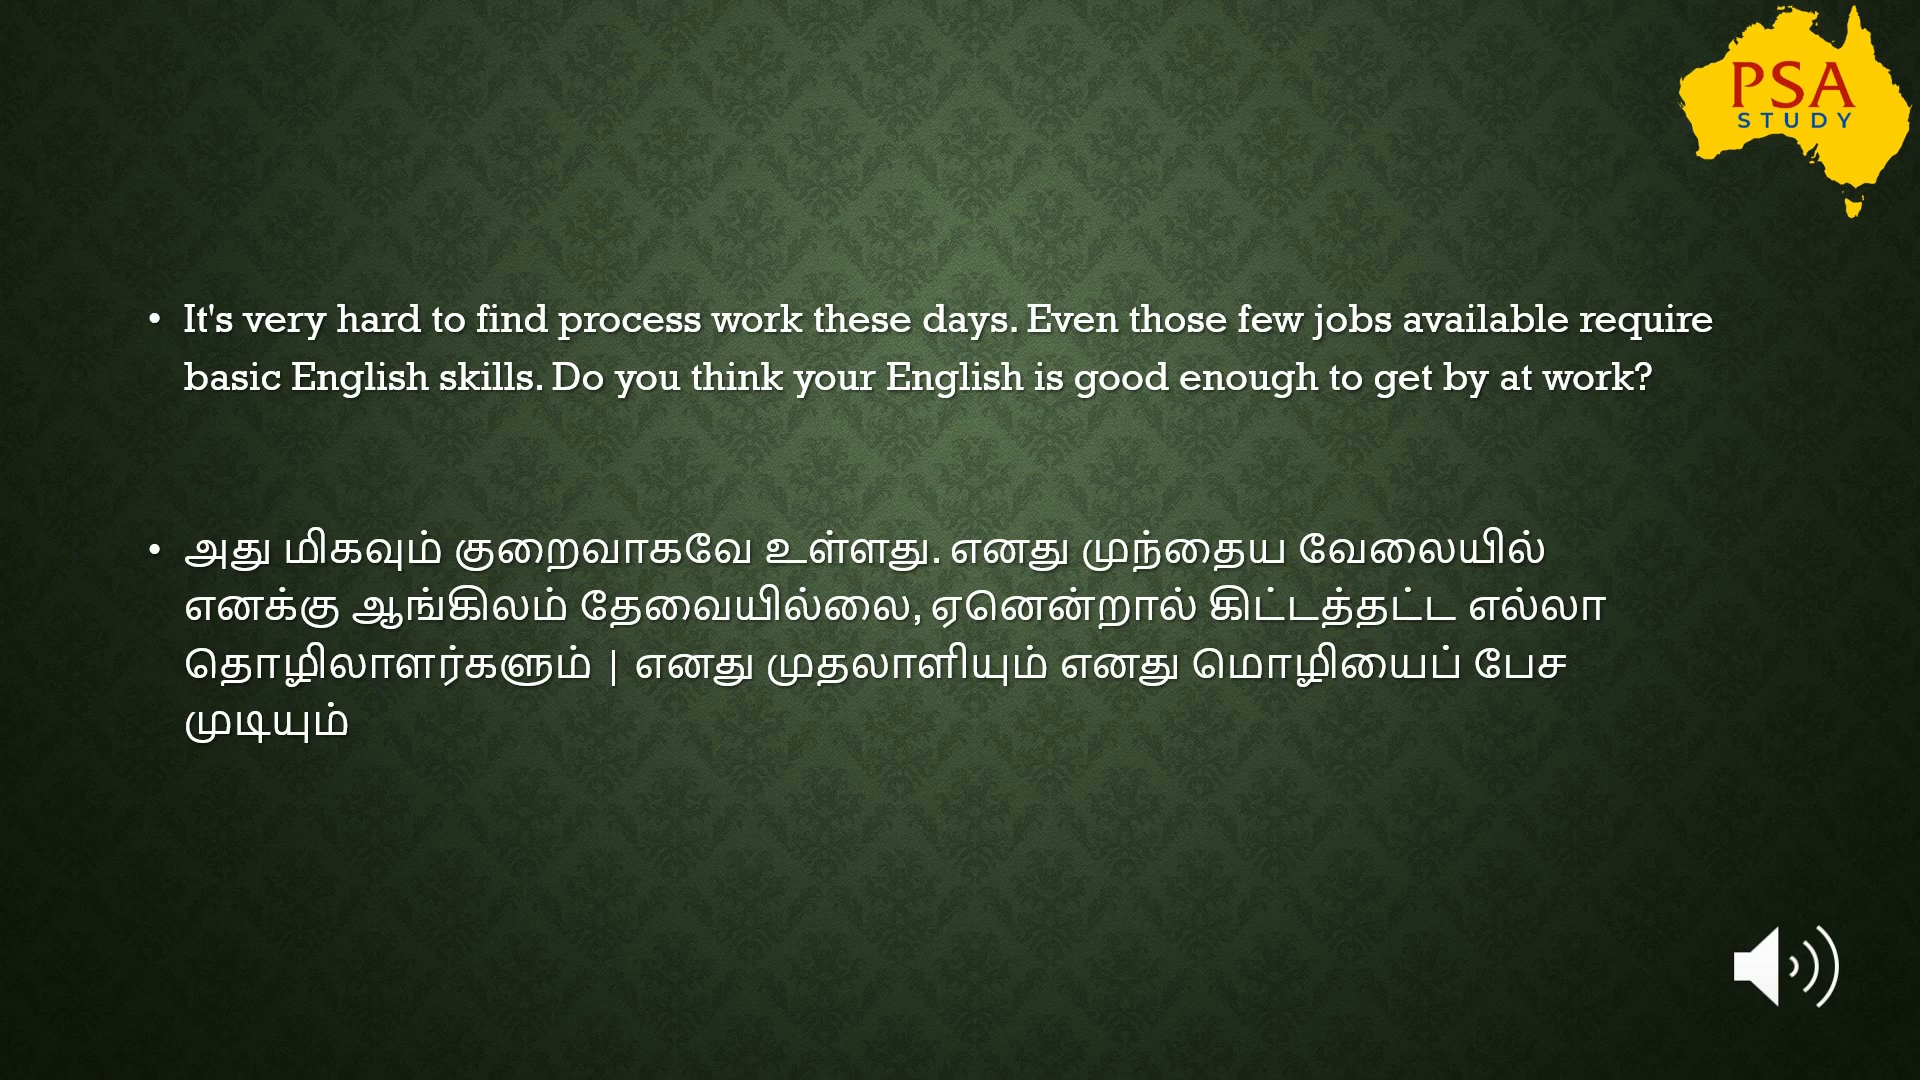 PSA
STUDY
• It's very hard to find process work these days. Even those few jobs available require
basic English skills. Do you think your English is good enough to get by at work?
• அது மிகவும் குறைவாகவே உள்ளது. எனது முந்தைய வேலையில்
எனக்கு ஆங்கிலம் தேவையில்லை, ஏனென்றால் கிட்டத்தட்ட எல்லா
தொழிலாளர்களும் | எனது முதலாளியும் எனது மொழியைப் பேச
முடியும்